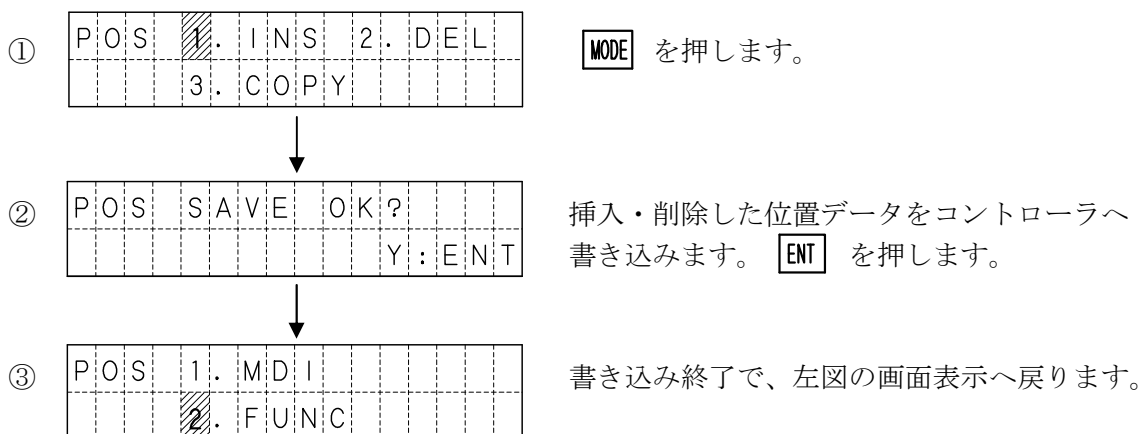 ① POS 1. INS 2. DEL MODE を押します。
3. COPY
② POS SAVE OK? 挿入・削除した位置データをコントローラへ
Y:ENT 書き込みます。 ENT を押します。
③ POS 1. MDI 書き込み終了で、左図の画面表示へ戻ります。
2. FUNC